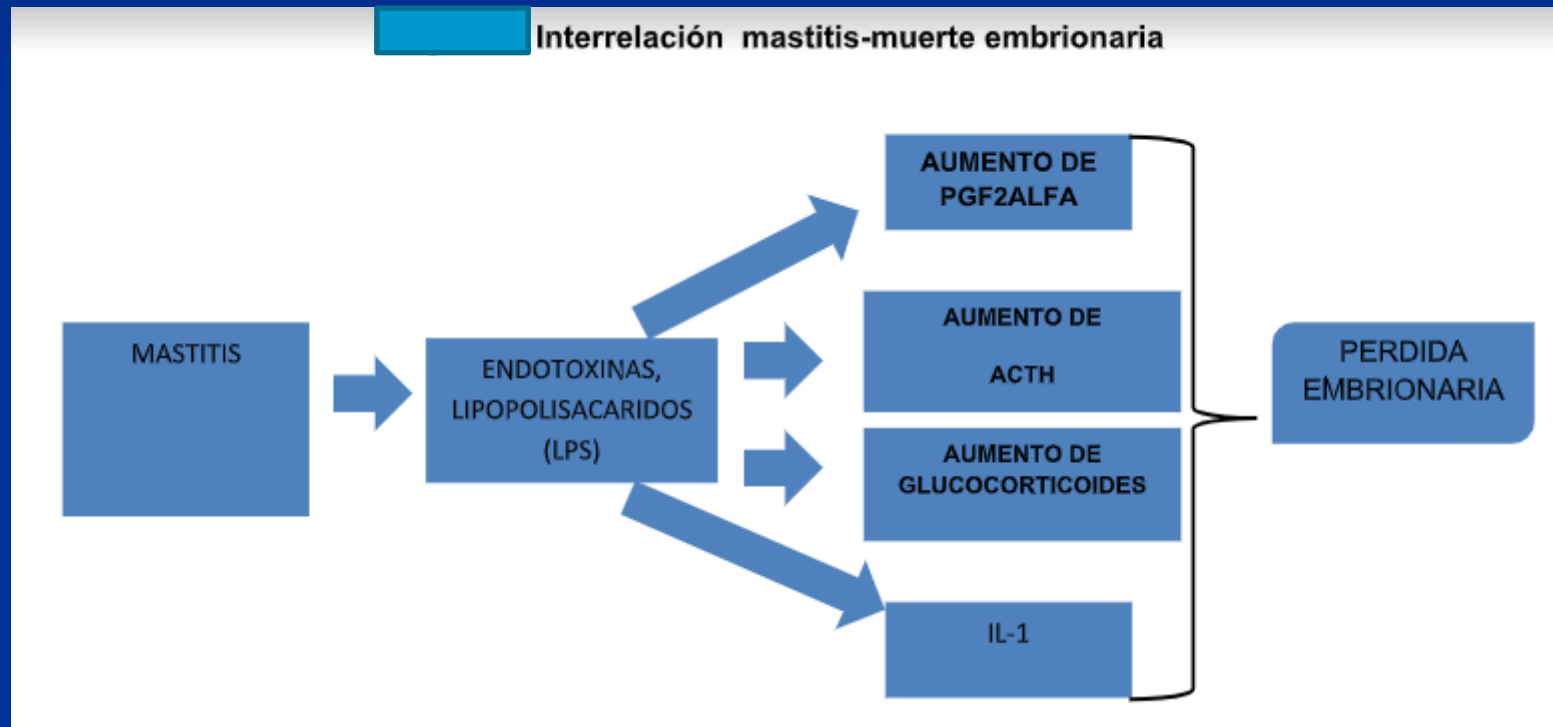 Interrelación mastitis-muerte embrionaria
AUMENTO DE
PGF2ALFA
MASTITIS
ENDOTOXINAS,
LIPOPOLISACARIDOS
(LPS)
AUMENTO DE
ACTH
AUMENTO DE
GLUCOCORTICOIDES
IL-1
PERDIDA
EMBRIONARIA